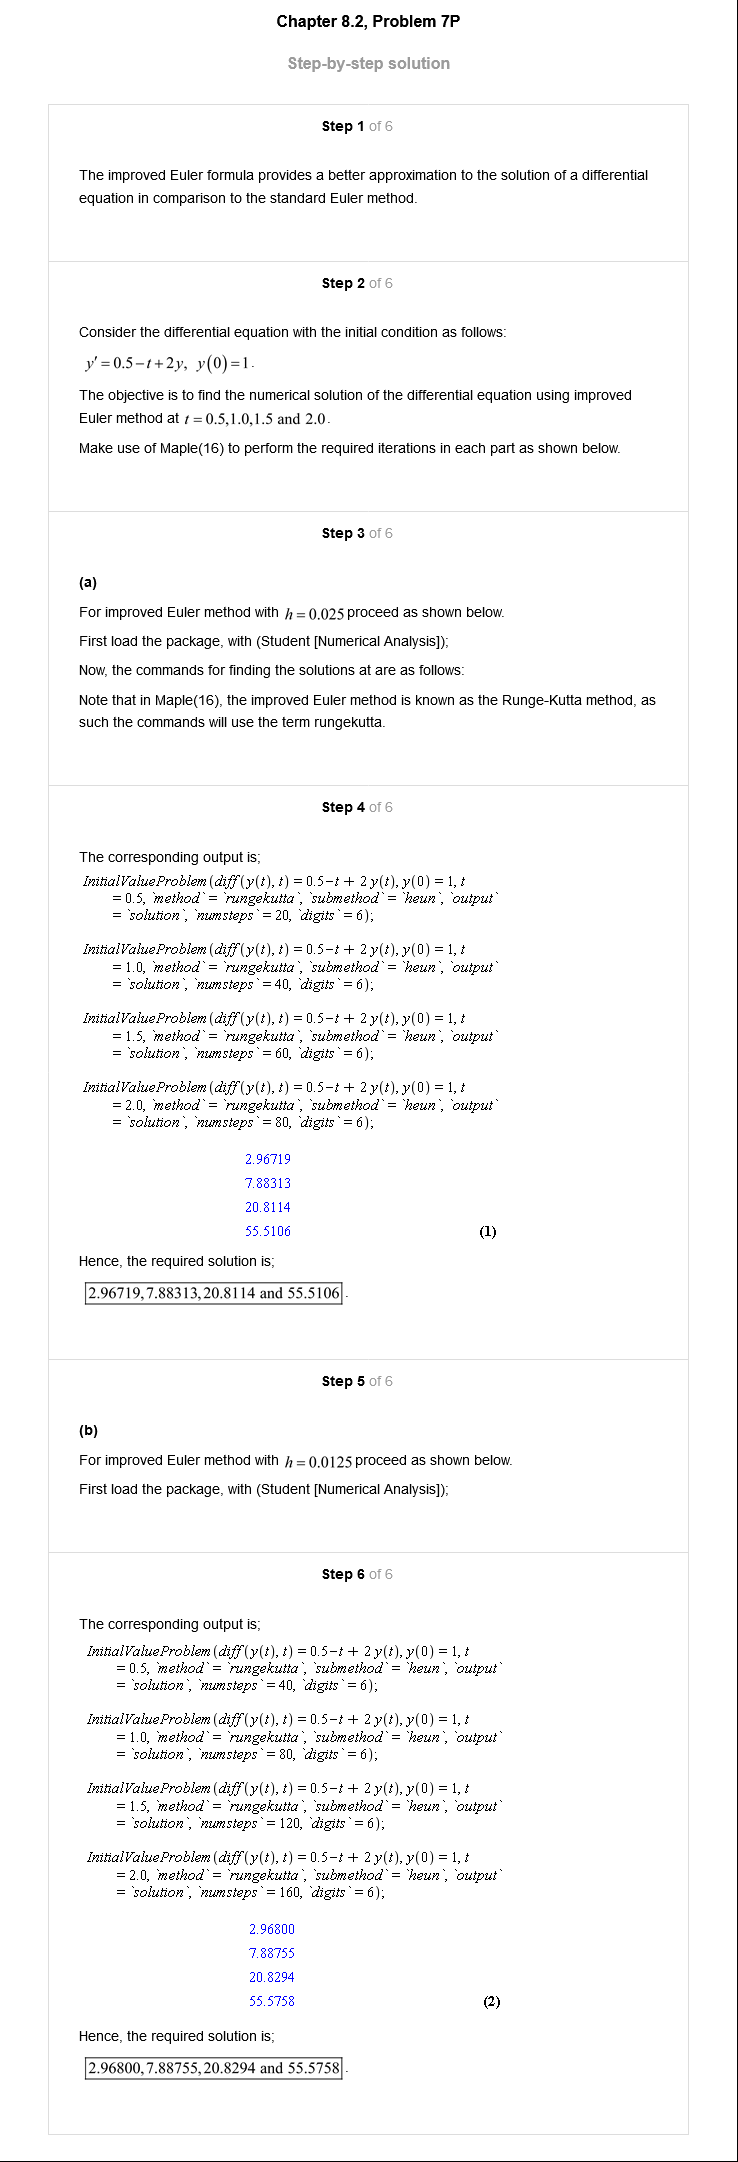 Chapter 8.2, Problem 7P
Step-by-step solution
Step 1 of 6
The improved Euler formula provides a better approximation to the solution of a differential
equation in comparison to the standard Euler method.
Step 2 of 6
Consider the differential equation with the initial condition as follows:
y′ = 0.5 − t + 2y, y(0) = 1.
The objective is to find the numerical solution of the differential equation using improved
Euler method at t = 0.5,1.0,1.5 and 2.0.
Make use of Maple(16) to perform the required iterations in each part as shown below.
Step 3 of 6
(a)
For improved Euler method with h = 0.025 proceed as shown below.
First load the package, with (Student [Numerical Analysis]);
Now, the commands for finding the solutions at are as follows:
Note that in Maple(16), the improved Euler method is known as the Runge-Kutta method, as
such the commands will use the term rungekutta.
Step 4 of 6
The corresponding output is;
InitialValueProblem(diff(y(t), t) = 0.5−t + 2 y(t), y(0) = 1, t
= 0.5, `method` = `rungekutta`, `submethod` = `heun`, `output`
= `solution`, `numsteps` = 20, `digits` = 6);
InitialValueProblem(diff(y(t), t) = 0.5−t + 2 y(t), y(0) = 1, t
= 1.0, `method` = `rungekutta`, `submethod` = `heun`, `output`
= `solution`, `numsteps` = 40, `digits` = 6);
InitialValueProblem(diff(y(t), t) = 0.5−t + 2 y(t), y(0) = 1, t
= 1.5, `method` = `rungekutta`, `submethod` = `heun`, `output`
= `solution`, `numsteps` = 60, `digits` = 6);
InitialValueProblem(diff(y(t), t) = 0.5−t + 2 y(t), y(0) = 1, t
= 2.0, `method` = `rungekutta`, `submethod` = `heun`, `output`
= `solution`, `numsteps` = 80, `digits` = 6);
2.96719
7.88313
20.8114
55.5106 (1)
Hence, the required solution is;
2.96719, 7.88313, 20.8114 and 55.5106.
Step 5 of 6
(b)
For improved Euler method with h = 0.0125 proceed as shown below.
First load the package, with (Student [Numerical Analysis]);
Step 6 of 6
The corresponding output is;
InitialValueProblem(diff(y(t), t) = 0.5−t + 2 y(t), y(0) = 1, t
= 0.5, `method` = `rungekutta`, `submethod` = `heun`, `output`
= `solution`, `numsteps` = 40, `digits` = 6);
InitialValueProblem(diff(y(t), t) = 0.5−t + 2 y(t), y(0) = 1, t
= 1.0, `method` = `rungekutta`, `submethod` = `heun`, `output`
= `solution`, `numsteps` = 80, `digits` = 6);
InitialValueProblem(diff(y(t), t) = 0.5−t + 2 y(t), y(0) = 1, t
= 1.5, `method` = `rungekutta`, `submethod` = `heun`, `output`
= `solution`, `numsteps` = 120, `digits` = 6);
InitialValueProblem(diff(y(t), t) = 0.5−t + 2 y(t), y(0) = 1, t
= 2.0, `method` = `rungekutta`, `submethod` = `heun`, `output`
= `solution`, `numsteps` = 160, `digits` = 6);
2.96800
7.88755
20.8294
55.5758 (2)
Hence, the required solution is;
2.96800, 7.88755, 20.8294 and 55.5758.